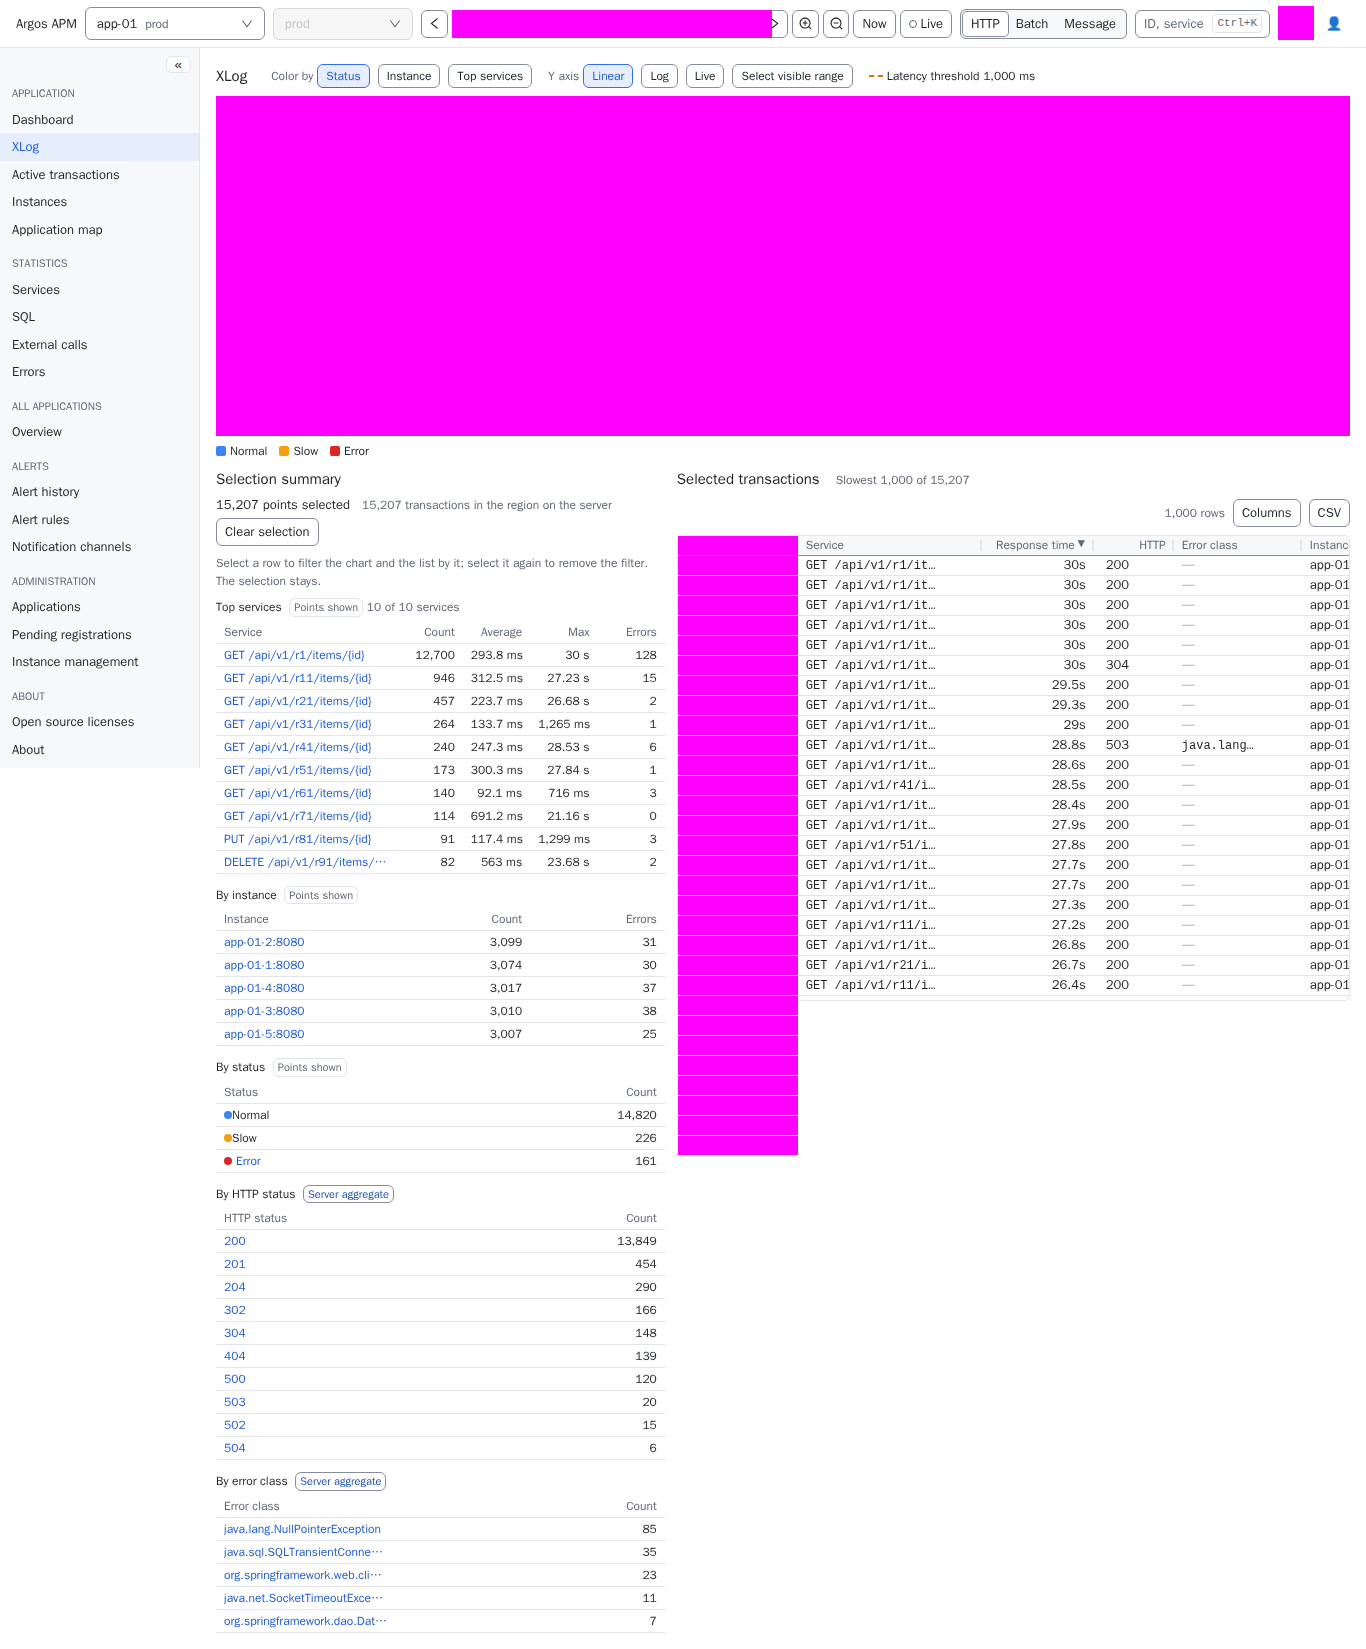 Argos APM app-01 prod prod Now Live HTTP Batch Message ID, service Ctrl+K
«
APPLICATION
Dashboard
XLog
Active transactions
Instances
Application map
STATISTICS
Services
SQL
External calls
Errors
ALL APPLICATIONS
Overview
ALERTS
Alert history
Alert rules
Notification channels
ADMINISTRATION
Applications
Pending registrations
Instance management
ABOUT
Open source licenses
About
XLog Color by Status Instance Top services Y axis Linear Log Live Select visible range Latency threshold 1,000 ms
Normal Slow Error
Selection summary
15,207 points selected 15,207 transactions in the region on the server
Clear selection
Select a row to filter the chart and the list by it; select it again to remove the filter.
The selection stays.
Top services Points shown 10 of 10 services
Service Count Average Max Errors
GET /api/v1/r1/items/{id} 12,700 293.8 ms 30 s 128
GET /api/v1/r11/items/{id} 946 312.5 ms 27.23 s 15
GET /api/v1/r21/items/{id} 457 223.7 ms 26.68 s 2
GET /api/v1/r31/items/{id} 264 133.7 ms 1,265 ms 1
GET /api/v1/r41/items/{id} 240 247.3 ms 28.53 s 6
GET /api/v1/r51/items/{id} 173 300.3 ms 27.84 s 1
GET /api/v1/r61/items/{id} 140 92.1 ms 716 ms 3
GET /api/v1/r71/items/{id} 114 691.2 ms 21.16 s 0
PUT /api/v1/r81/items/{id} 91 117.4 ms 1,299 ms 3
DELETE /api/v1/r91/items/… 82 563 ms 23.68 s 2
By instance Points shown
Instance Count Errors
app-01-2:8080 3,099 31
app-01-1:8080 3,074 30
app-01-4:8080 3,017 37
app-01-3:8080 3,010 38
app-01-5:8080 3,007 25
By status Points shown
Status Count
Normal 14,820
Slow 226
Error 161
By HTTP status Server aggregate
HTTP status Count
200 13,849
201 454
204 290
302 166
304 148
404 139
500 120
503 20
502 15
504 6
By error class Server aggregate
Error class Count
java.lang.NullPointerException 85
java.sql.SQLTransientConne… 35
org.springframework.web.cli… 23
java.net.SocketTimeoutExce… 11
org.springframework.dao.Dat… 7
Selected transactions Slowest 1,000 of 15,207
1,000 rows Columns CSV
Service Response time ▼ HTTP Error class Instanc
GET /api/v1/r1/it… 30s 200 — app-01
GET /api/v1/r1/it… 30s 200 — app-01
GET /api/v1/r1/it… 30s 200 — app-01
GET /api/v1/r1/it… 30s 200 — app-01
GET /api/v1/r1/it… 30s 200 — app-01
GET /api/v1/r1/it… 30s 304 — app-01
GET /api/v1/r1/it… 29.5s 200 — app-01
GET /api/v1/r1/it… 29.3s 200 — app-01
GET /api/v1/r1/it… 29s 200 — app-01
GET /api/v1/r1/it… 28.8s 503 java.lang… app-01
GET /api/v1/r1/it… 28.6s 200 — app-01
GET /api/v1/r41/i… 28.5s 200 — app-01
GET /api/v1/r1/it… 28.4s 200 — app-01
GET /api/v1/r1/it… 27.9s 200 — app-01
GET /api/v1/r51/i… 27.8s 200 — app-01
GET /api/v1/r1/it… 27.7s 200 — app-01
GET /api/v1/r1/it… 27.7s 200 — app-01
GET /api/v1/r1/it… 27.3s 200 — app-01
GET /api/v1/r11/i… 27.2s 200 — app-01
GET /api/v1/r1/it… 26.8s 200 — app-01
GET /api/v1/r21/i… 26.7s 200 — app-01
GET /api/v1/r11/i… 26.4s 200 — app-01